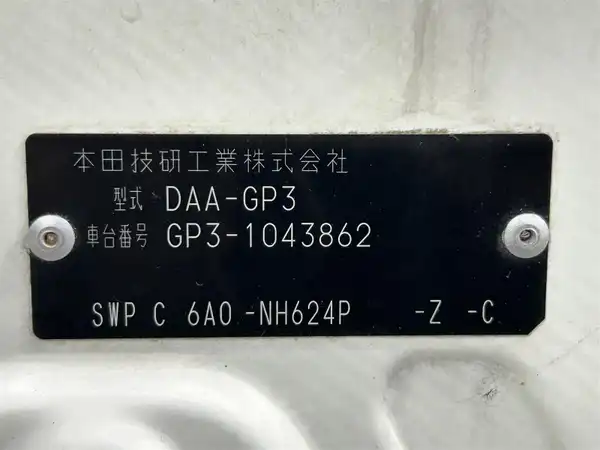 本田技研工業株式会社
型式 DAA-GP3
車台番号 GP3-1043862
SWP C 6A0 -NH624P -Z -C